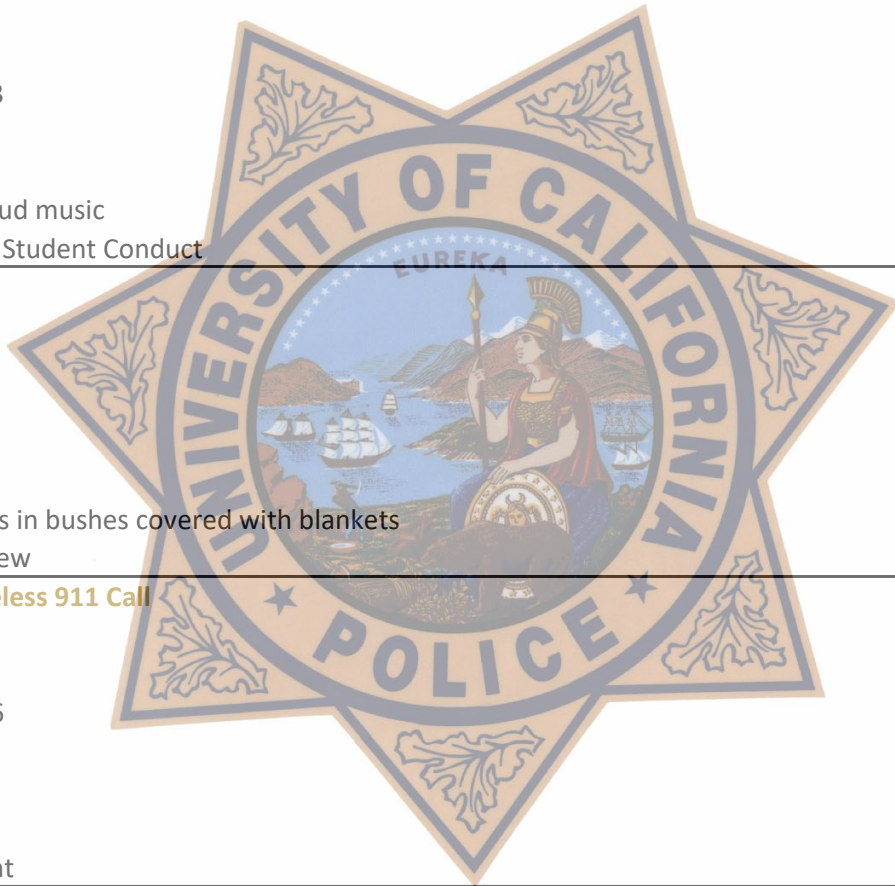 3
ud music
Student Conduct
UNIVERSITY OF CALIFORNIA
EUREKA
s in bushes covered with blankets
ew
less 911 Call
POLICE
5
nt